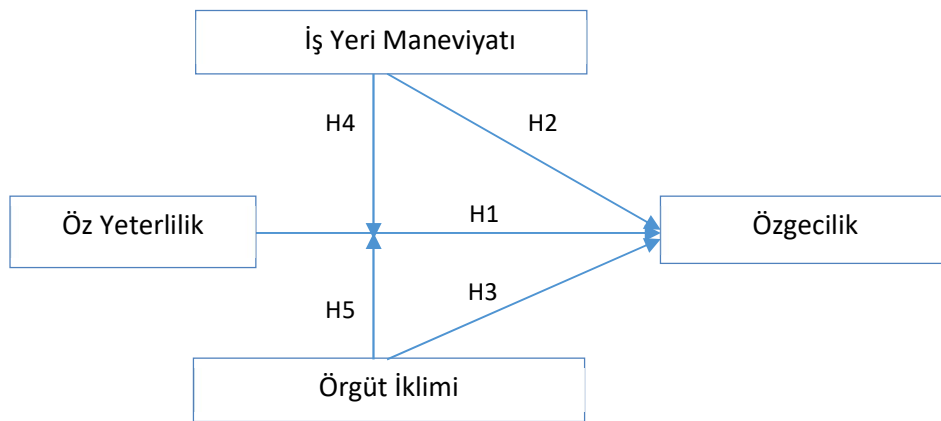 İş Yeri Maneviyatı
H4
H2
Öz Yeterlilik
H1
Özgecilik
H5
H3
Örgüt İklimi